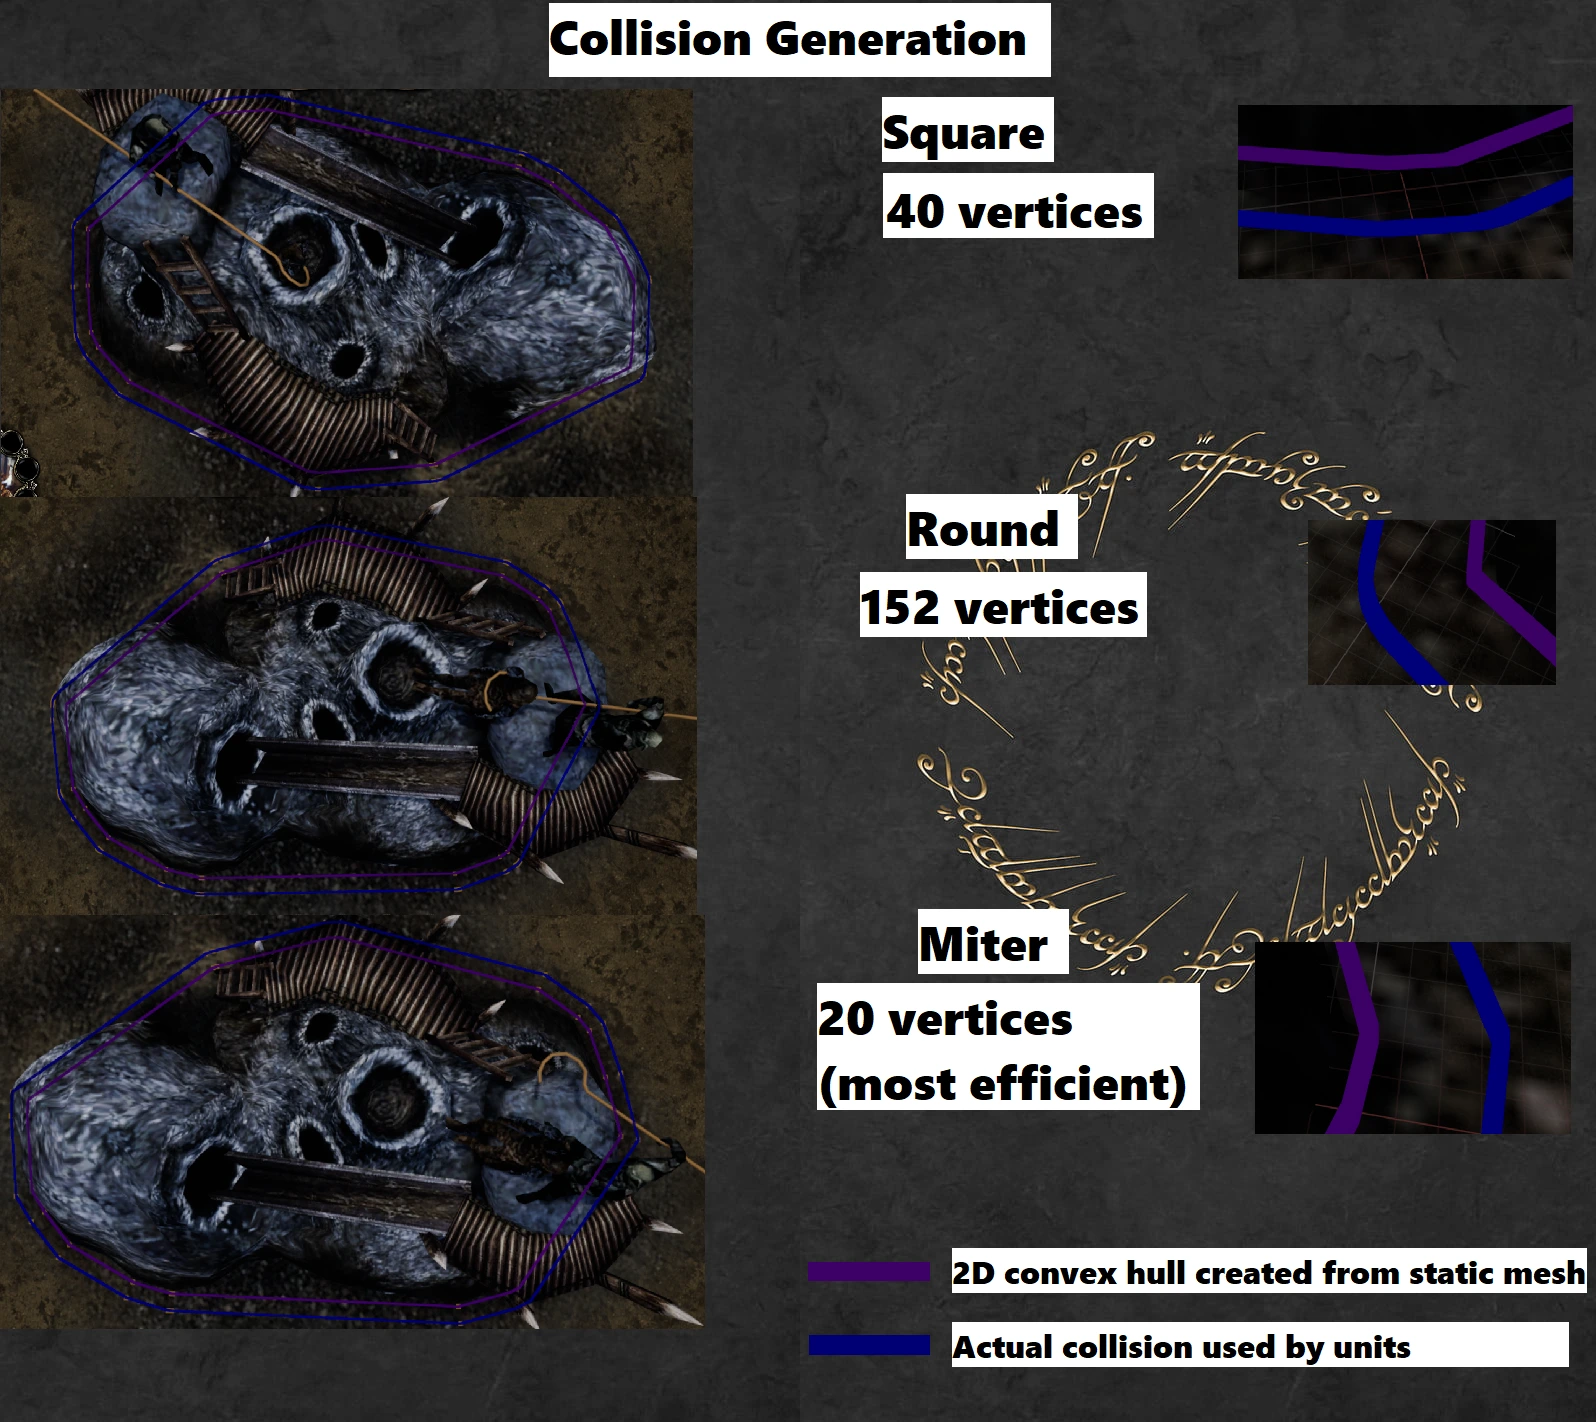 Collision Generation
Square
40 vertices
Round
152 vertices
Miter
20 vertices
(most efficient)
2D convex hull created from static mesh
Actual collision used by units